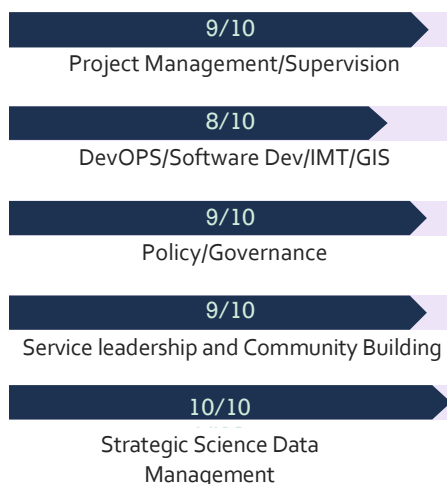 9/10
Project Management/Supervision
8/10
DevOPS/Software Dev/IMT/GIS
9/10
Policy/Governance
9/10
Service leadership and Community Building
10/10
Strategic Science Data
Management